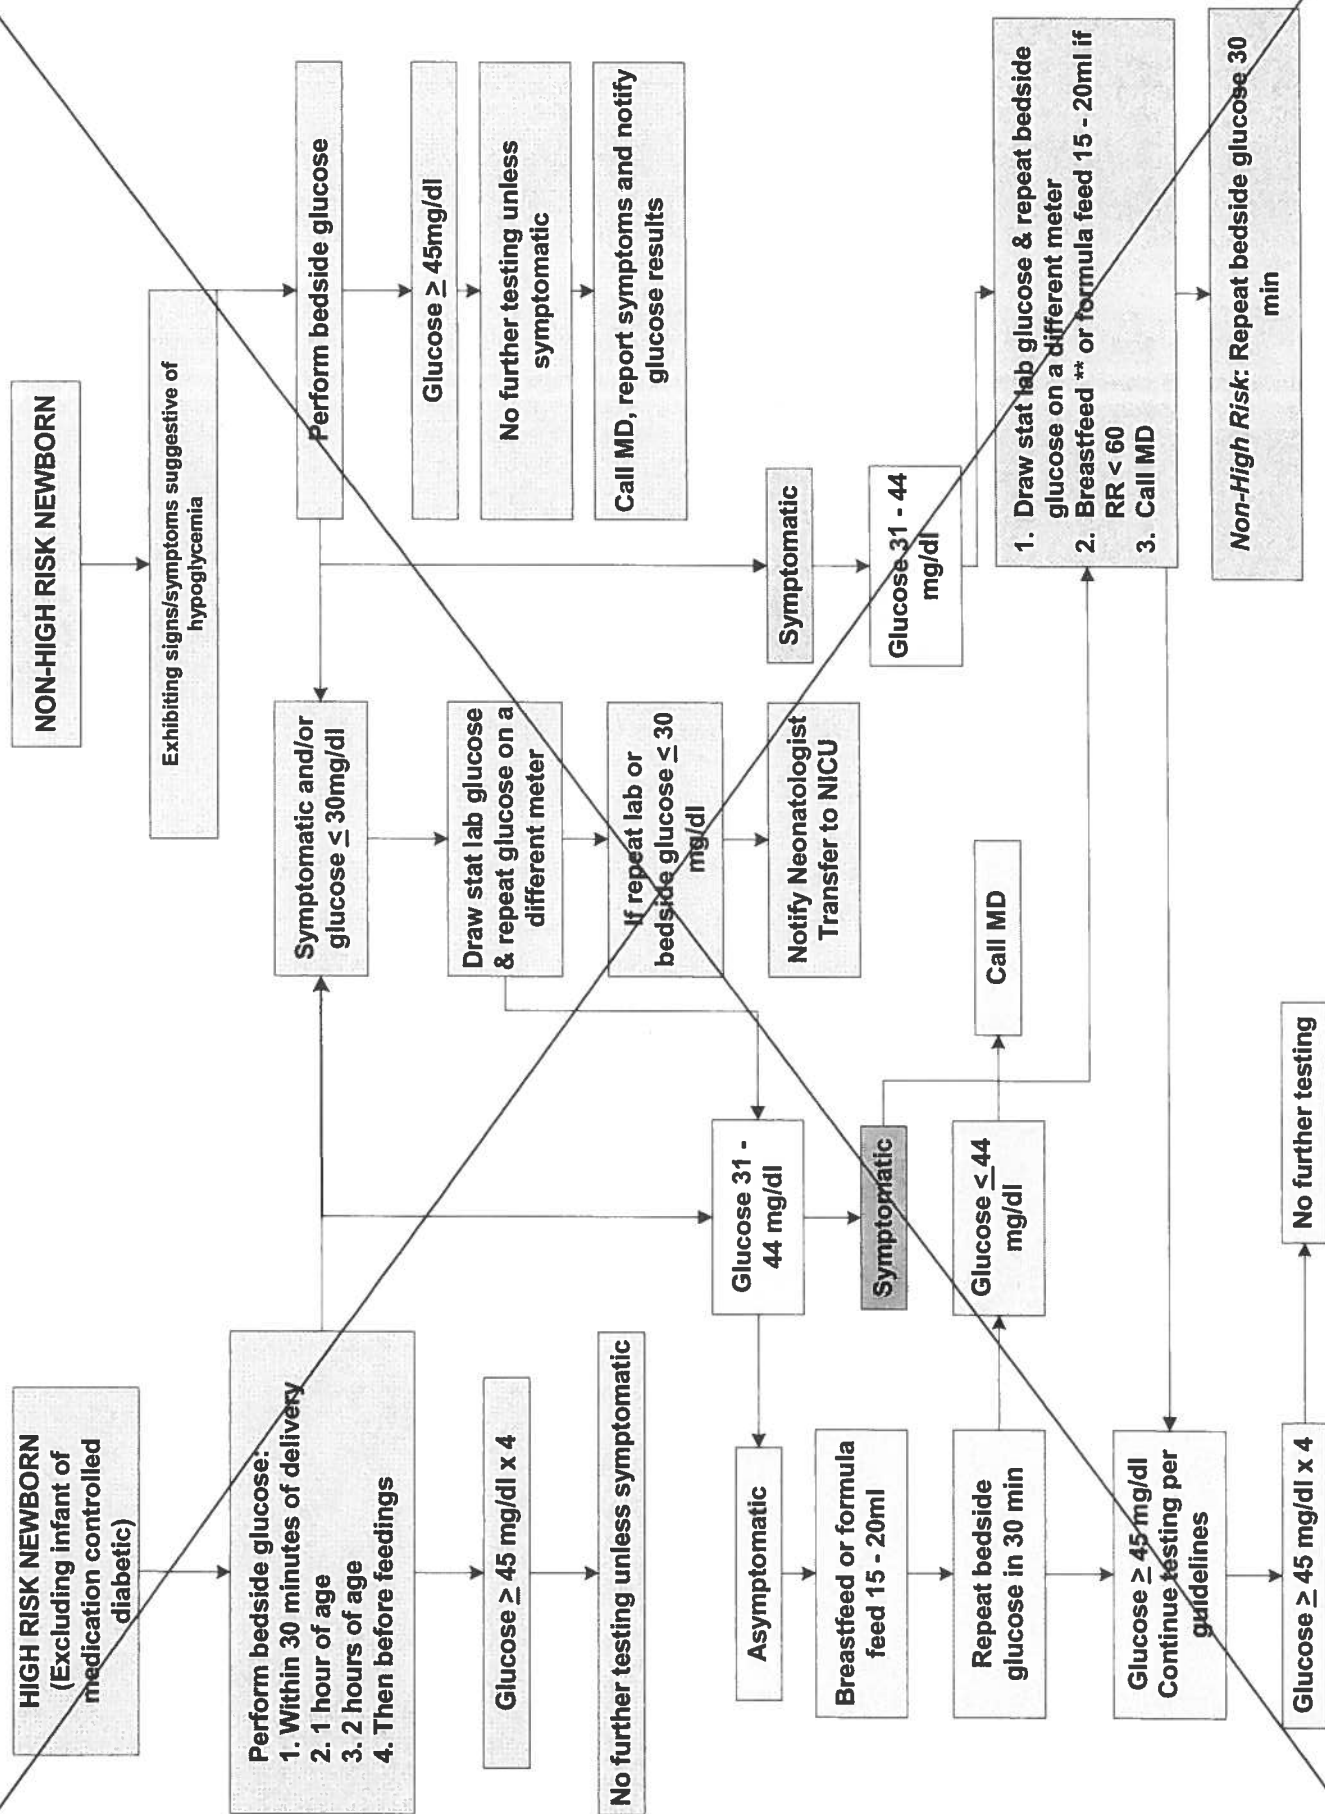 HIGH RISK NEWBORN
(Excluding infant of
medication controlled
diabetic)
Perform bedside glucose:
1. Within 30 minutes of delivery
2. 1 hour of age
3. 2 hours of age
4. Then before feedings
Glucose ≥ 45 mg/dl x 4
No further testing unless symptomatic
NON-HIGH RISK NEWBORN
Exhibiting signs/symptoms suggestive of
hypoglycemia
Perform bedside glucose
Glucose ≥ 45mg/dl
No further testing unless
symptomatic
Call MD, report symptoms and notify
glucose results
Symptomatic and/or
glucose ≤ 30mg/dl
Draw stat lab glucose
& repeat glucose on a
different meter
If repeat lab or
bedside glucose ≤ 30
mg/dl
Notify Neonatologist
Transfer to NICU
Symptomatic
Glucose 31 - 44
mg/dl
Glucose 31 -
44 mg/dl
Symptomatic
Asymptomatic
Breastfeed or formula
feed 15 - 20ml
Repeat bedside
glucose in 30 min
Glucose ≤ 44
mg/dl
Call MD
1. Draw stat lab glucose & repeat bedside
glucose on a different meter
2. Breastfeed ** or formula feed 15 - 20ml if
RR < 60
3. Call MD
Non-High Risk: Repeat bedside glucose 30
min
Glucose ≥ 45 mg/dl
Continue testing per
guidelines
Glucose ≥ 45 mg/dl x 4
No further testing